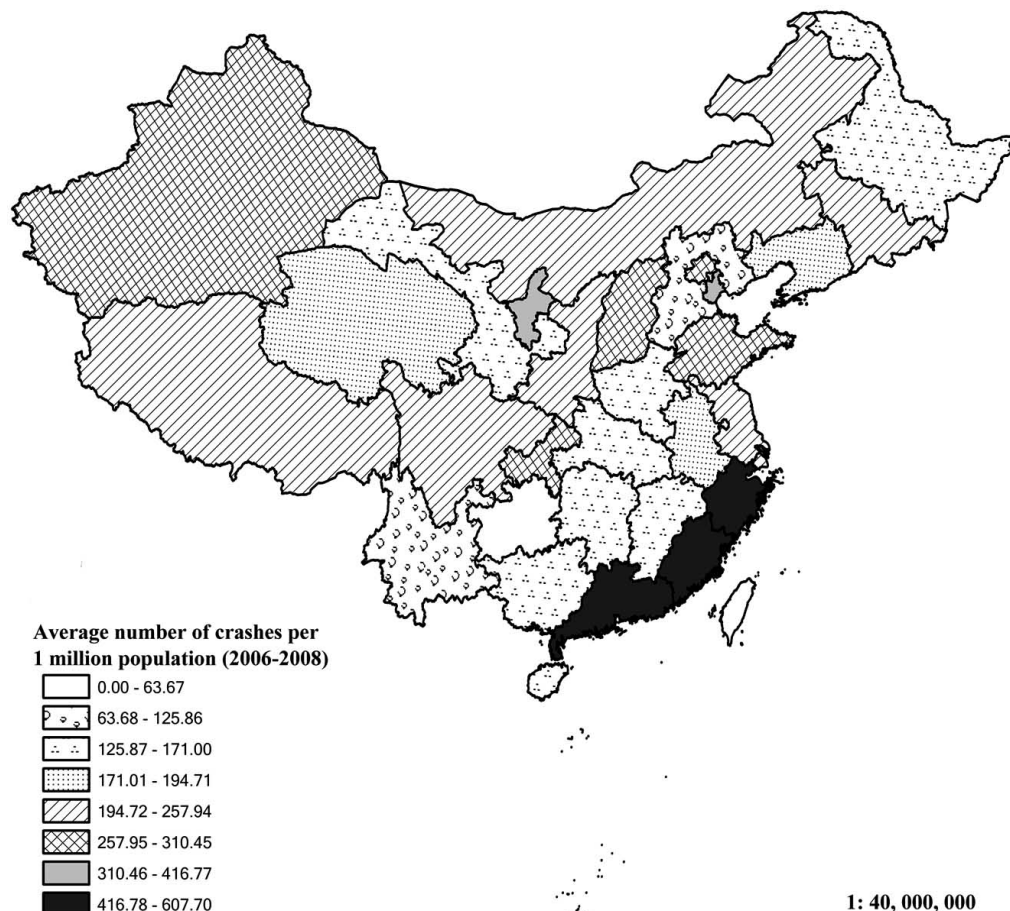 Average number of crashes per
1 million population (2006-2008)
0.00 - 63.67
63.68 - 125.86
125.87 - 171.00
171.01 - 194.71
194.72 - 257.94
257.95 - 310.45
310.46 - 416.77
416.78 - 607.70
1: 40, 000, 000